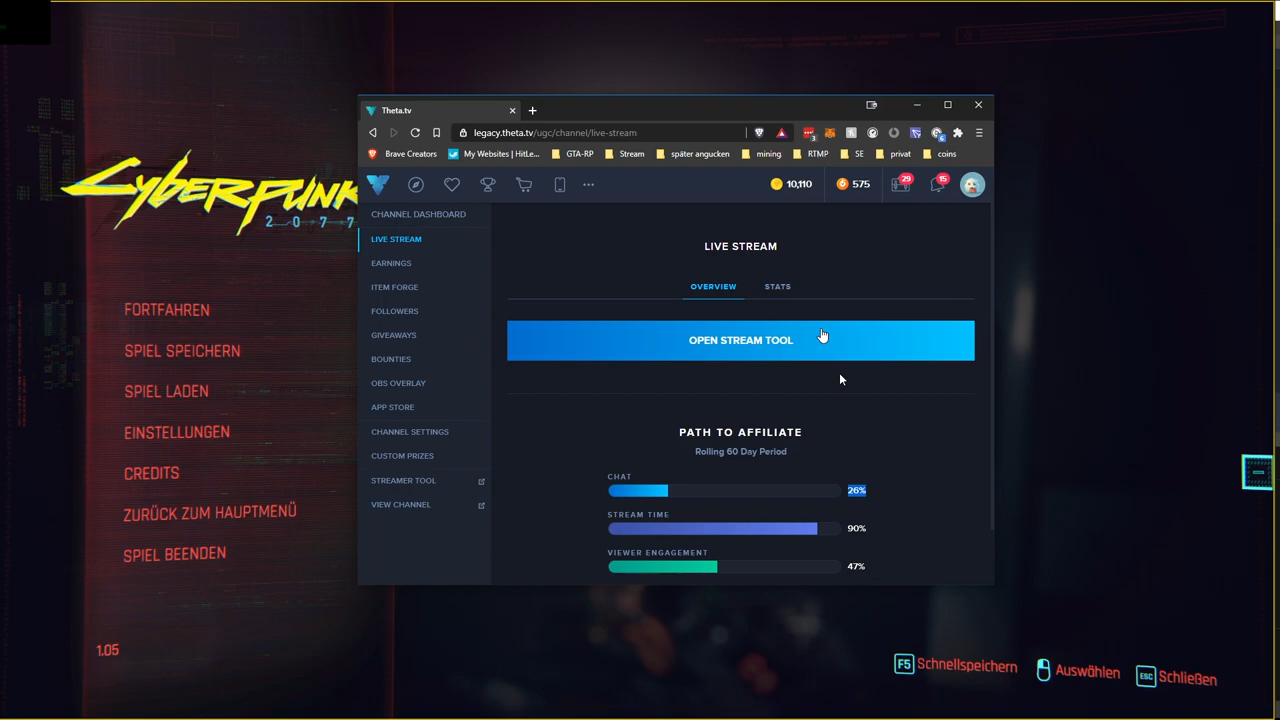 Cyberpunk
2077
FORTFAHREN
SPIEL SPEICHERN
SPIEL LADEN
EINSTELLUNGEN
CREDITS
ZURÜCK ZUM HAUPTMENÜ
SPIEL BEENDEN
1.05
Theta.tv
legacy.theta.tv/ugc/channel/live-stream
3
6
Brave Creators
My Websites | HitLe...
GTA-RP
Stream
später angucken
mining
RTMP
SE
privat
coins
10,110
575
29
15
CHANNEL DASHBOARD
LIVE STREAM
EARNINGS
ITEM FORGE
FOLLOWERS
GIVEAWAYS
BOUNTIES
OBS OVERLAY
APP STORE
CHANNEL SETTINGS
CUSTOM PRIZES
STREAMER TOOL
VIEW CHANNEL
LIVE STREAM
OVERVIEW STATS
OPEN STREAM TOOL
PATH TO AFFILIATE
Rolling 60 Day Period
CHAT
26%
STREAM TIME
90%
VIEWER ENGAGEMENT
47%
F5 Schnellspeichern
Auswählen
ESC Schließen